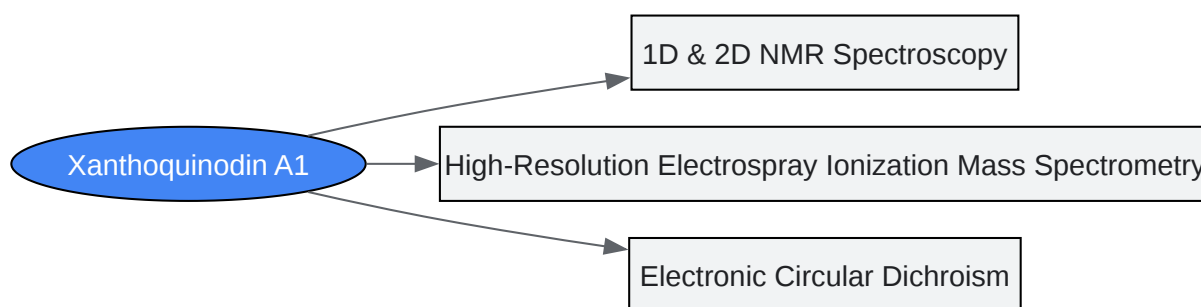 1D & 2D NMR Spectroscopy
Xanthoquinodin A1
High-Resolution Electrospray Ionization Mass Spectrometry
Electronic Circular Dichroism